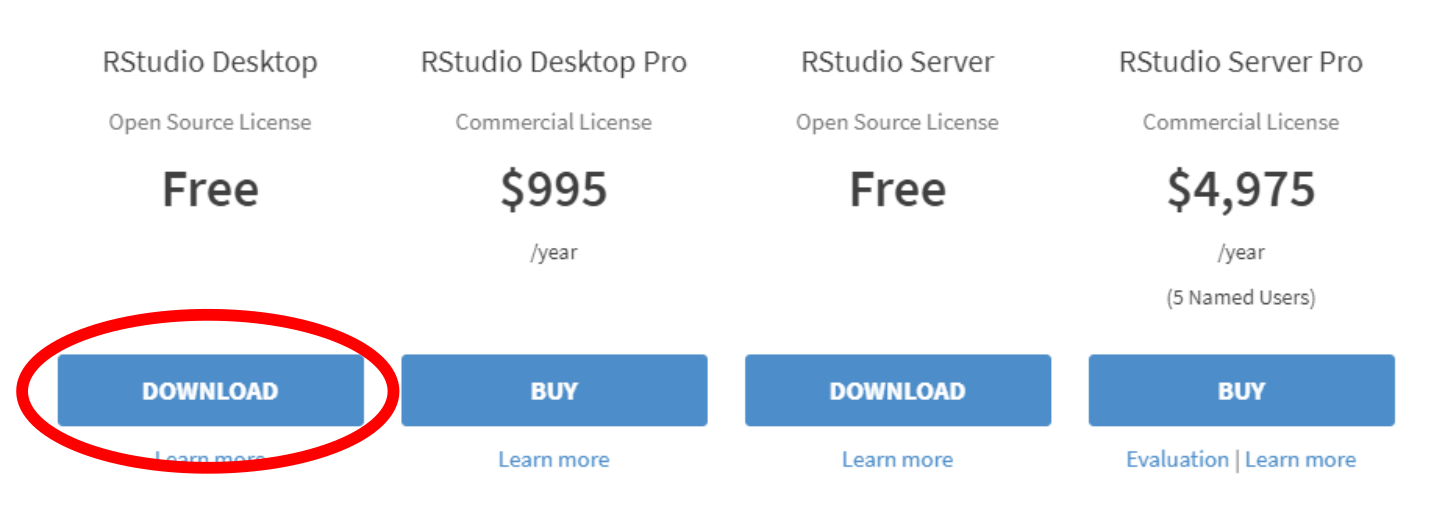 RStudio Desktop
Open Source License
Free
DOWNLOAD
Learn more
RStudio Desktop Pro
Commercial License
$995
/year
BUY
Learn more
RStudio Server
Open Source License
Free
DOWNLOAD
Learn more
RStudio Server Pro
Commercial License
$4,975
/year
(5 Named Users)
BUY
Evaluation | Learn more